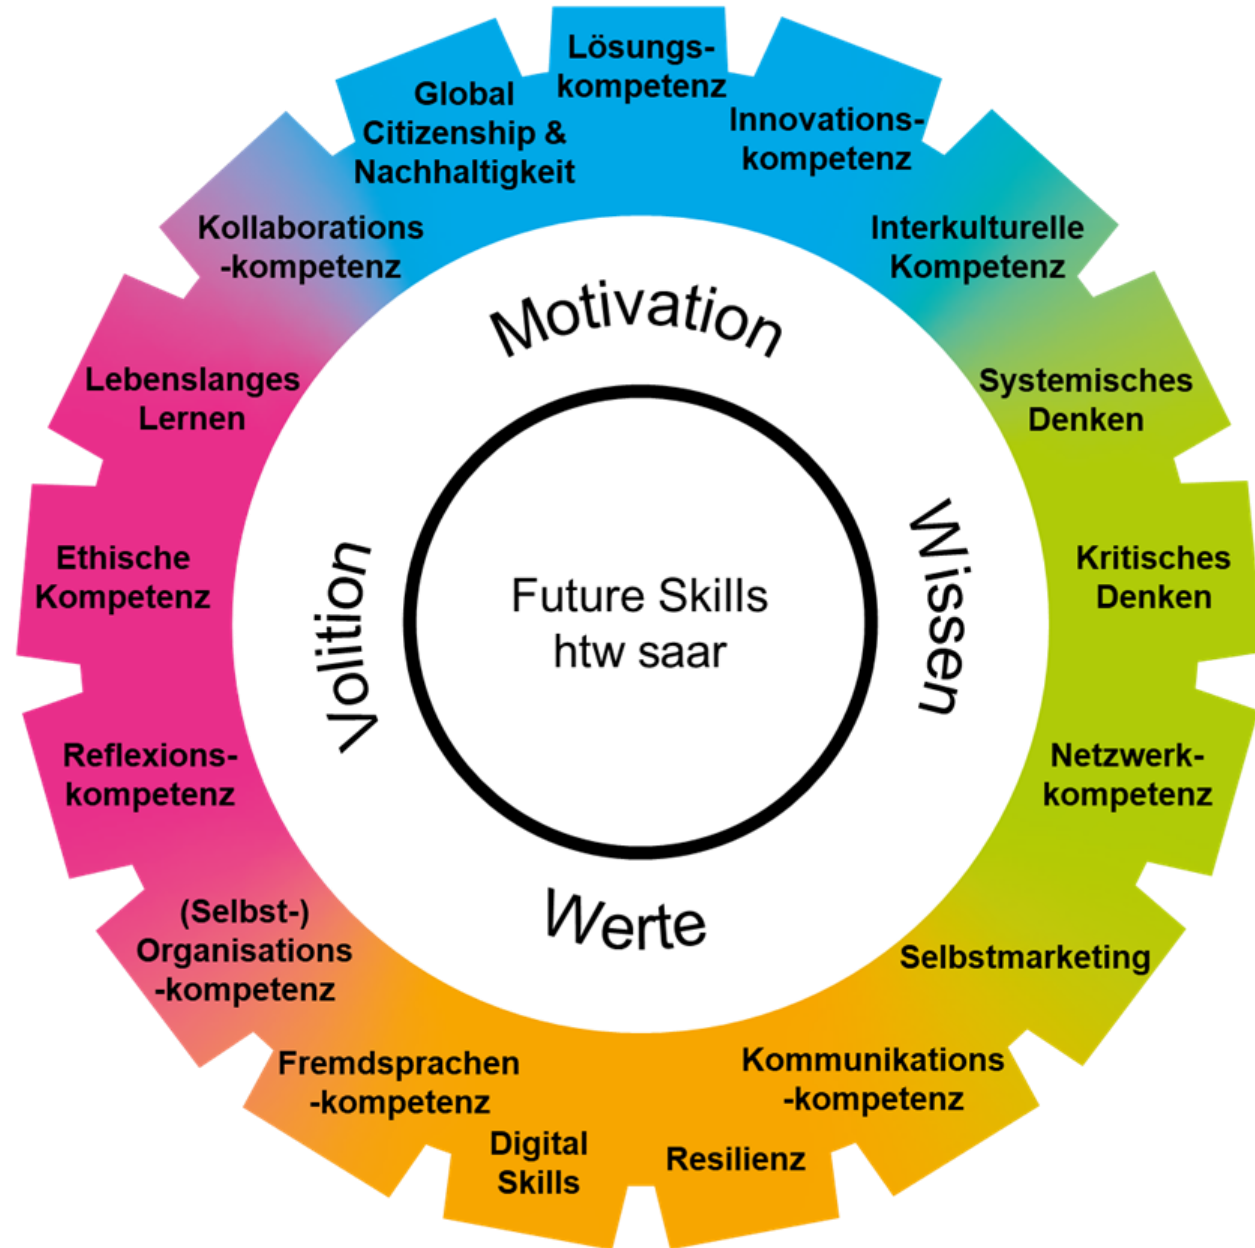 Lösungs-
kompetenz
Innovations-
kompetenz
Interkulturelle
Kompetenz
Systemisches
Denken
Kritisches
Denken
Netzwerk-
kompetenz
Selbstmarketing
Kommunikations
-kompetenz
Resilienz
Digital
Skills
Fremdsprachen
-kompetenz
(Selbst-)
Organisations
-kompetenz
Reflexions-
kompetenz
Ethische
Kompetenz
Lebenslanges
Lernen
Kollaborations
-kompetenz
Global
Citizenship &
Nachhaltigkeit
Motivation
Wissen
Werte
Volition
Future Skills
htw saar